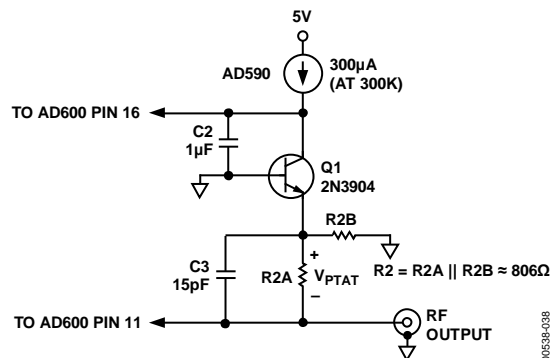 5V
AD590
300µA
(AT 300K)
TO AD600 PIN 16
C2
1µF
Q1
2N3904
R2B
C3
15pF
R2A
+
VPTAT
–
R2 = R2A || R2B ≈ 806Ω
TO AD600 PIN 11
RF
OUTPUT
00538-038